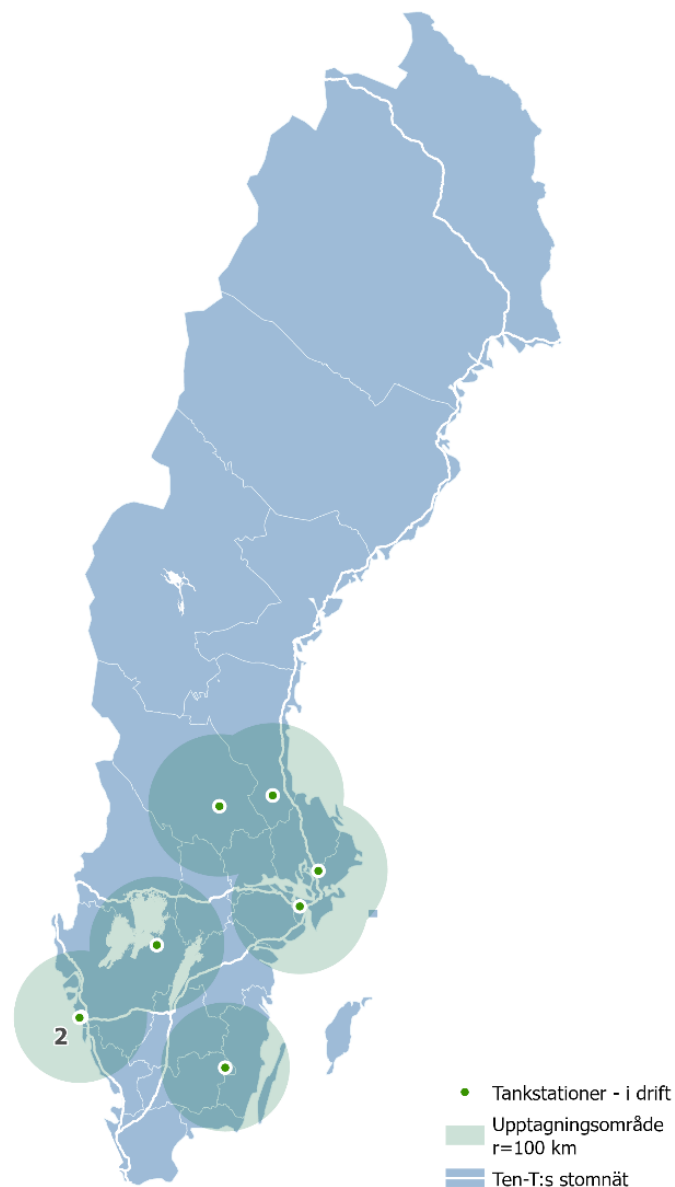 2
Tankstationer - i drift
Upptagningsområde
r=100 km
Ten-T:s stomnät